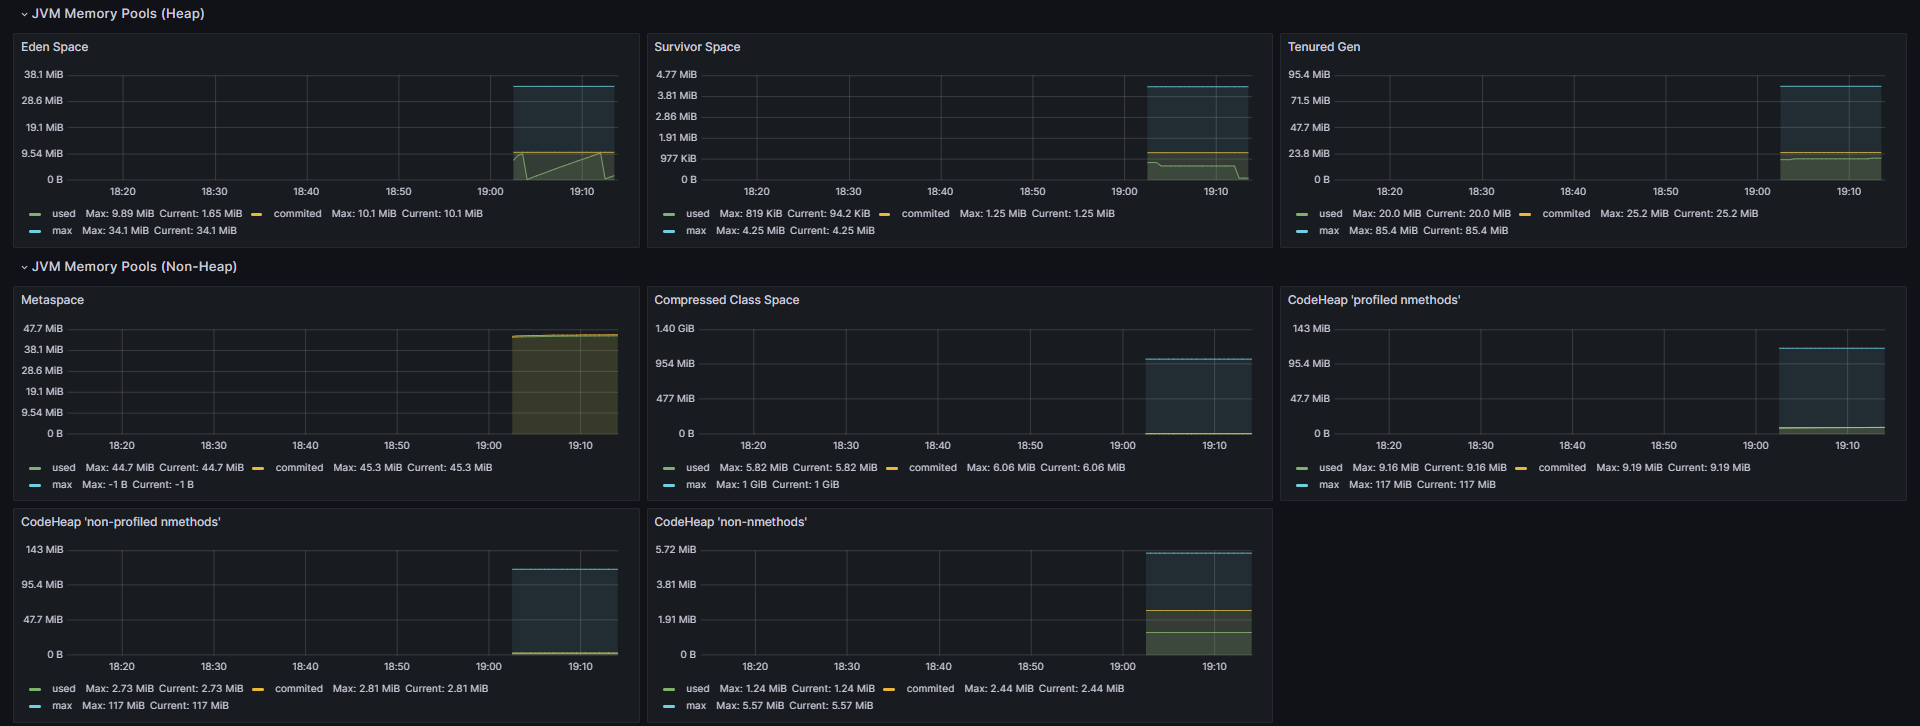 JVM Memory Pools (Heap)
Eden Space
38.1 MiB
28.6 MiB
19.1 MiB
9.54 MiB
0 B
18:20 18:30 18:40 18:50 19:00 19:10
used Max: 9.89 MiB Current: 1.65 MiB commited Max: 10.1 MiB Current: 10.1 MiB
max Max: 34.1 MiB Current: 34.1 MiB
Survivor Space
4.77 MiB
3.81 MiB
2.86 MiB
1.91 MiB
977 KiB
0 B
18:20 18:30 18:40 18:50 19:00 19:10
used Max: 819 KiB Current: 94.2 KiB commited Max: 1.25 MiB Current: 1.25 MiB
max Max: 4.25 MiB Current: 4.25 MiB
Tenured Gen
95.4 MiB
71.5 MiB
47.7 MiB
23.8 MiB
0 B
18:20 18:30 18:40 18:50 19:00 19:10
used Max: 20.0 MiB Current: 20.0 MiB commited Max: 25.2 MiB Current: 25.2 MiB
max Max: 85.4 MiB Current: 85.4 MiB
JVM Memory Pools (Non-Heap)
Metaspace
47.7 MiB
38.1 MiB
28.6 MiB
19.1 MiB
9.54 MiB
0 B
18:20 18:30 18:40 18:50 19:00 19:10
used Max: 44.7 MiB Current: 44.7 MiB commited Max: 45.3 MiB Current: 45.3 MiB
max Max: -1 B Current: -1 B
Compressed Class Space
1.40 GiB
954 MiB
477 MiB
0 B
18:20 18:30 18:40 18:50 19:00 19:10
used Max: 5.82 MiB Current: 5.82 MiB commited Max: 6.06 MiB Current: 6.06 MiB
max Max: 1 GiB Current: 1 GiB
CodeHeap 'profiled nmethods'
143 MiB
95.4 MiB
47.7 MiB
0 B
18:20 18:30 18:40 18:50 19:00 19:10
used Max: 9.16 MiB Current: 9.16 MiB commited Max: 9.19 MiB Current: 9.19 MiB
max Max: 117 MiB Current: 117 MiB
CodeHeap 'non-profiled nmethods'
143 MiB
95.4 MiB
47.7 MiB
0 B
18:20 18:30 18:40 18:50 19:00 19:10
used Max: 2.73 MiB Current: 2.73 MiB commited Max: 2.81 MiB Current: 2.81 MiB
max Max: 117 MiB Current: 117 MiB
CodeHeap 'non-nmethods'
5.72 MiB
3.81 MiB
1.91 MiB
0 B
18:20 18:30 18:40 18:50 19:00 19:10
used Max: 1.24 MiB Current: 1.24 MiB commited Max: 2.44 MiB Current: 2.44 MiB
max Max: 5.57 MiB Current: 5.57 MiB